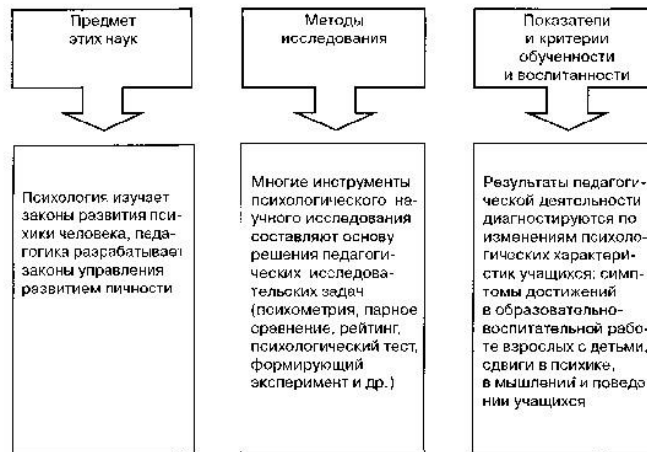 Предмет
этих наук
Методы
исследования
Показатели
и критерии
обученности
и воспитанности
Психология изучает
законы развития пси-
хики человека, педа-
гогика разрабатывает
законы управления
развитием личности
Многие инструменты
психологического на-
учного исследования
составляют основу
решения педагоги-
ческих исследова-
тельских задач
(психометрия, парное
сравнение, рейтинг,
психологический тест,
формирующий
эксперимент и др.)
Результаты педагоги-
ческой деятельности
диагностируются по
изменениям психоло-
гических характери-
стик учащихся: симп-
томы достижений
в образовательно-
воспитательной рабо-
те взрослых с детьми,
сдвиги в психике,
в мышлении и поведе
нии учащихся